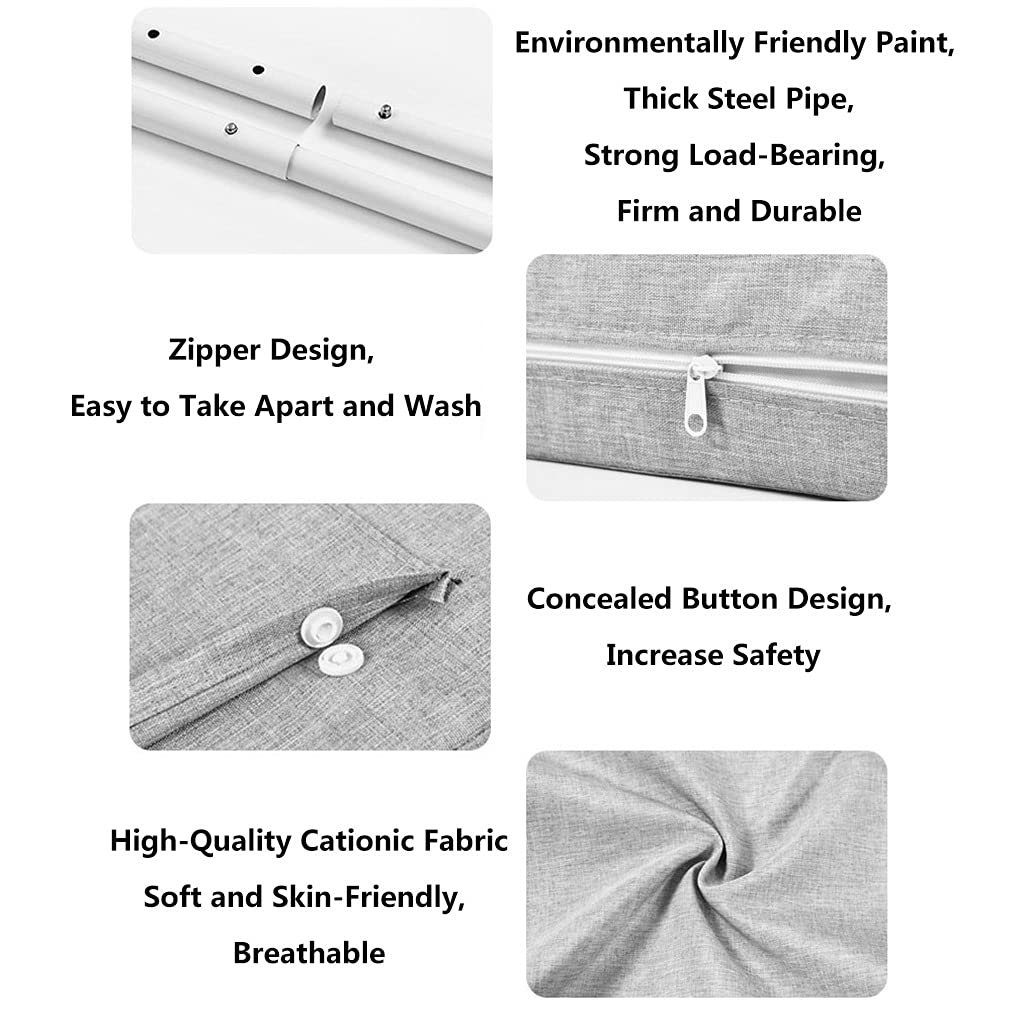 Environmentally Friendly Paint,
Thick Steel Pipe,
Strong Load-Bearing,
Firm and Durable
Zipper Design,
Easy to Take Apart and Wash
Concealed Button Design,
Increase Safety
High-Quality Cationic Fabric
Soft and Skin-Friendly,
Breathable